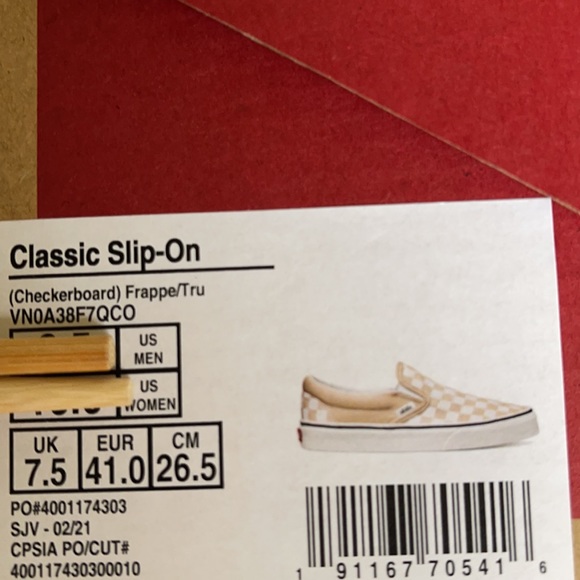 Classic Slip-On
(Checkerboard) Frappe/Tru
VN0A38F7QCO
US
MEN
US
WOMEN
UK EUR CM
7.5 41.0 26.5
PO#4001174303
SJV - 02/21
CPSIA PO/CUT#
400117430300010
1 91167 70541 6